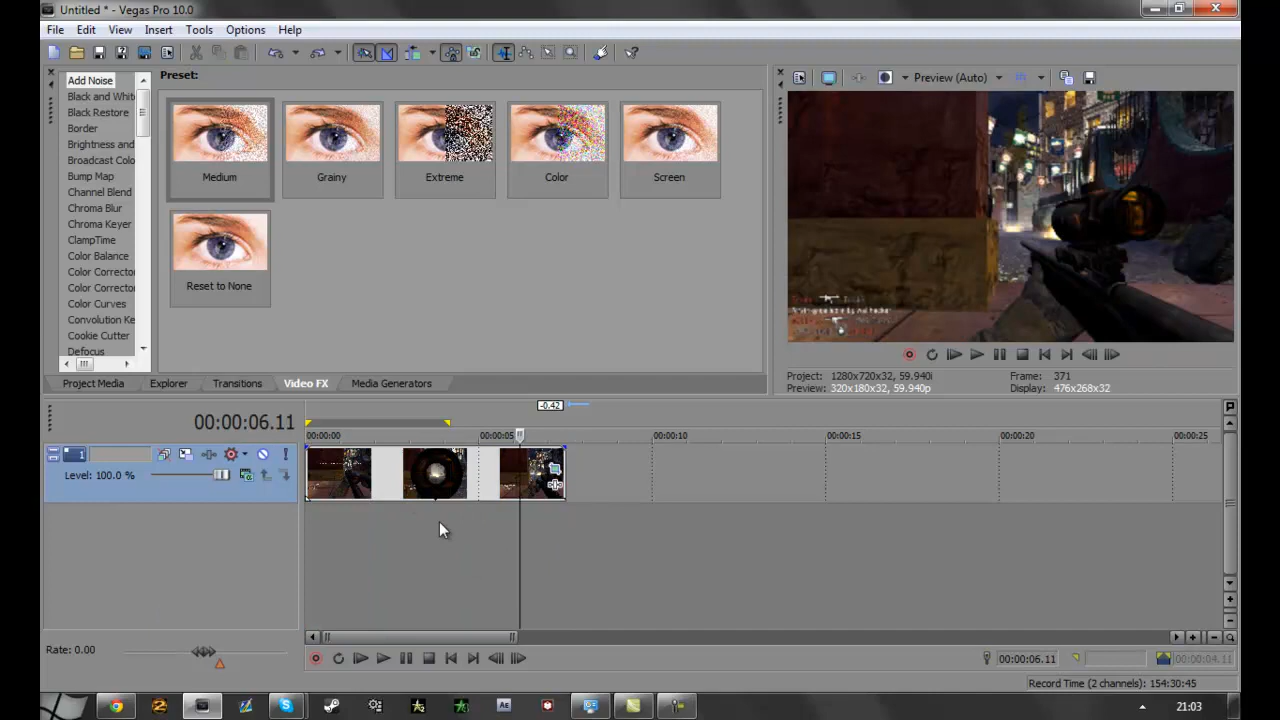 Untitled * - Vegas Pro 10.0
File Edit View Insert Tools Options Help
Add Noise
Black and White
Black Restore
Border
Brightness and
Broadcast Colo
Bump Map
Channel Blend
Chroma Blur
Chroma Keyer
ClampTime
Color Balance
Color Corrector
Color Corrector
Color Curves
Convolution Ke
Cookie Cutter
Defocus
Preset:
Medium Grainy Extreme Color Screen
Reset to None
Preview (Auto)
Project: 1280x720x32, 59.940i Frame: 371
Preview: 320x180x32, 59.940p Display: 476x268x32
Project Media Explorer Transitions Video FX Media Generators
00:00:06.11
-0.42
00:00:00 00:00:05 00:00:10 00:00:15 00:00:20 00:00:25
1
Level: 100.0 %
Rate: 0.00
00:00:06.11 00:00:04.11
Record Time (2 channels): 154:30:45
21:03